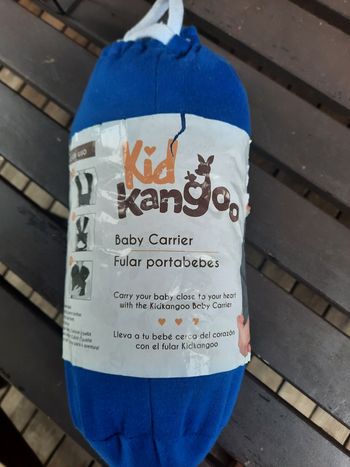 Kid
kangoo
Baby Carrier
Fular portabebes
Carry your baby close to your heart
with the Kidkangoo Baby Carrier
Lleva a tu bebé cerca del corazón
con el fular Kidkangoo